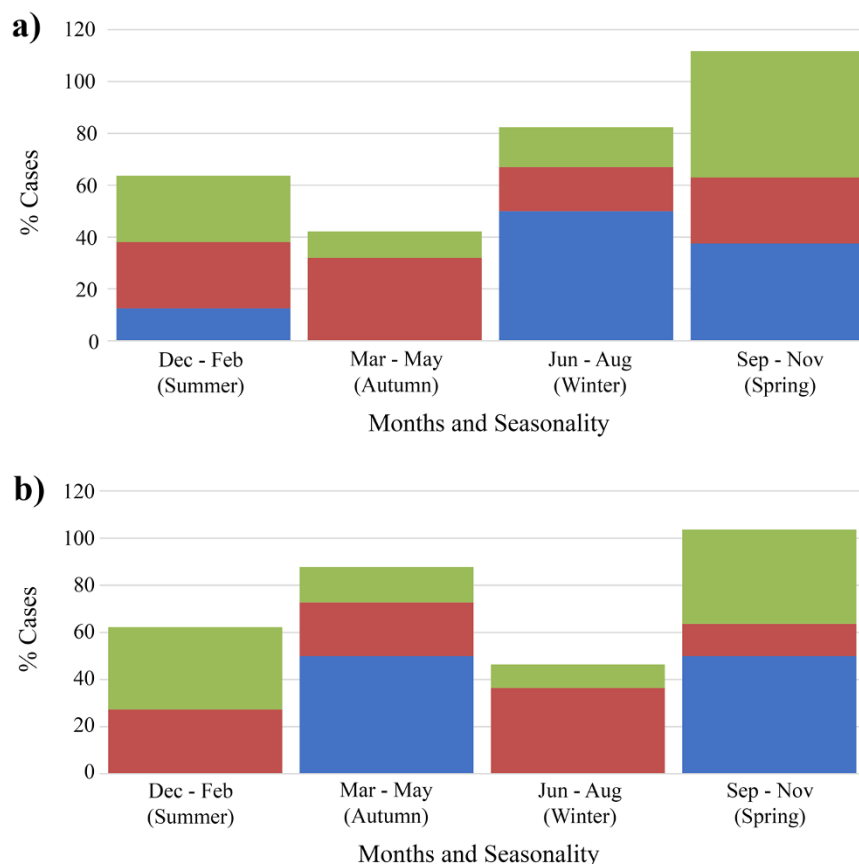 a)
120
100
80
60
40
20
0
% Cases
Dec - Feb
(Summer)
Mar - May
(Autumn)
Jun - Aug
(Winter)
Sep - Nov
(Spring)
Months and Seasonality
b)
120
100
80
60
40
20
0
% Cases
Dec - Feb
(Summer)
Mar - May
(Autumn)
Jun - Aug
(Winter)
Sep - Nov
(Spring)
Months and Seasonality